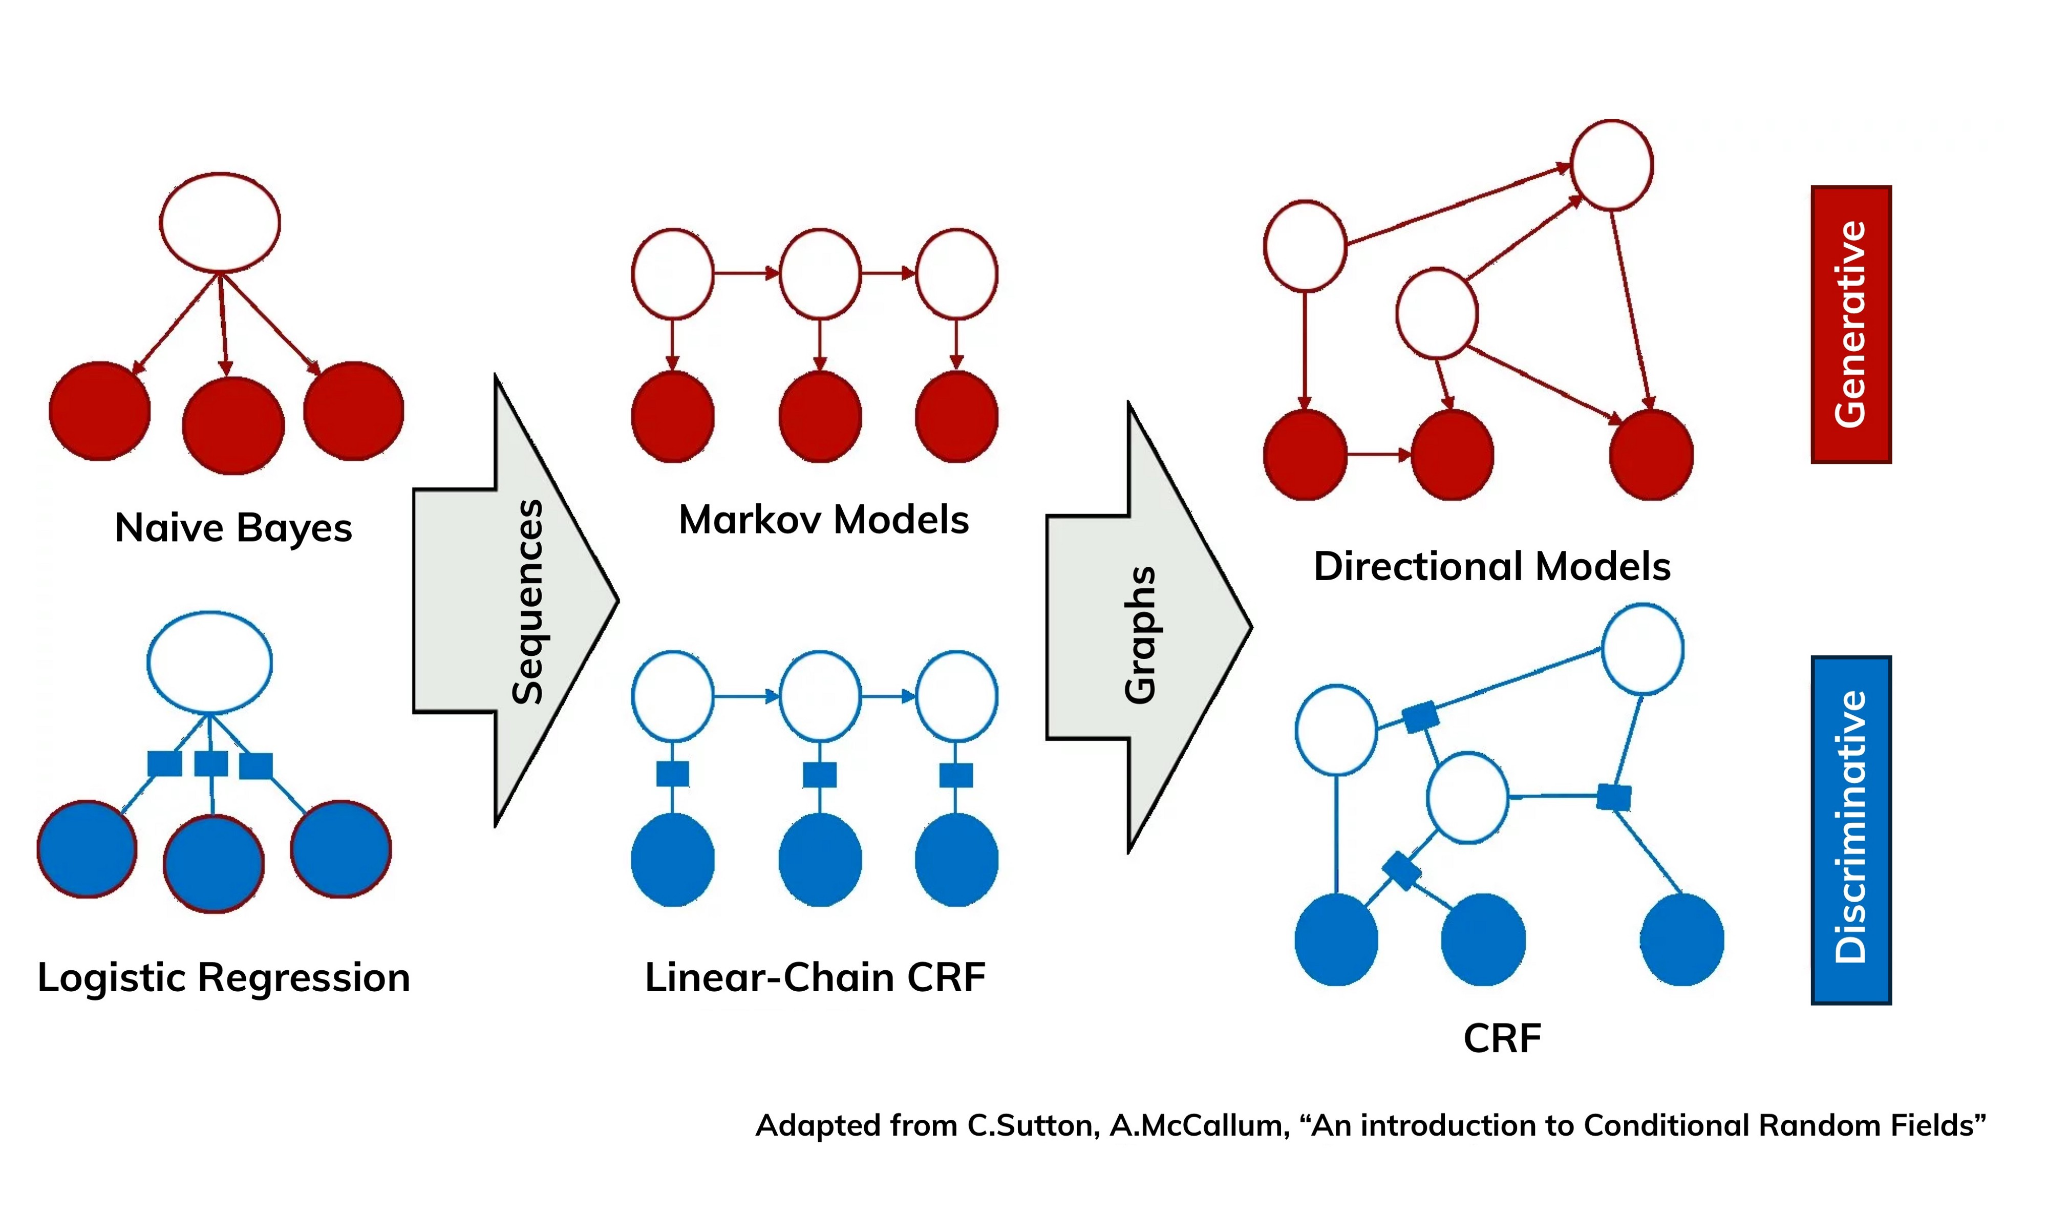 Naive Bayes
Sequences
Markov Models
Graphs
Directional Models
Generative
Logistic Regression
Linear-Chain CRF
CRF
Discriminative
Adapted from C.Sutton, A.McCallum, “An introduction to Conditional Random Fields”